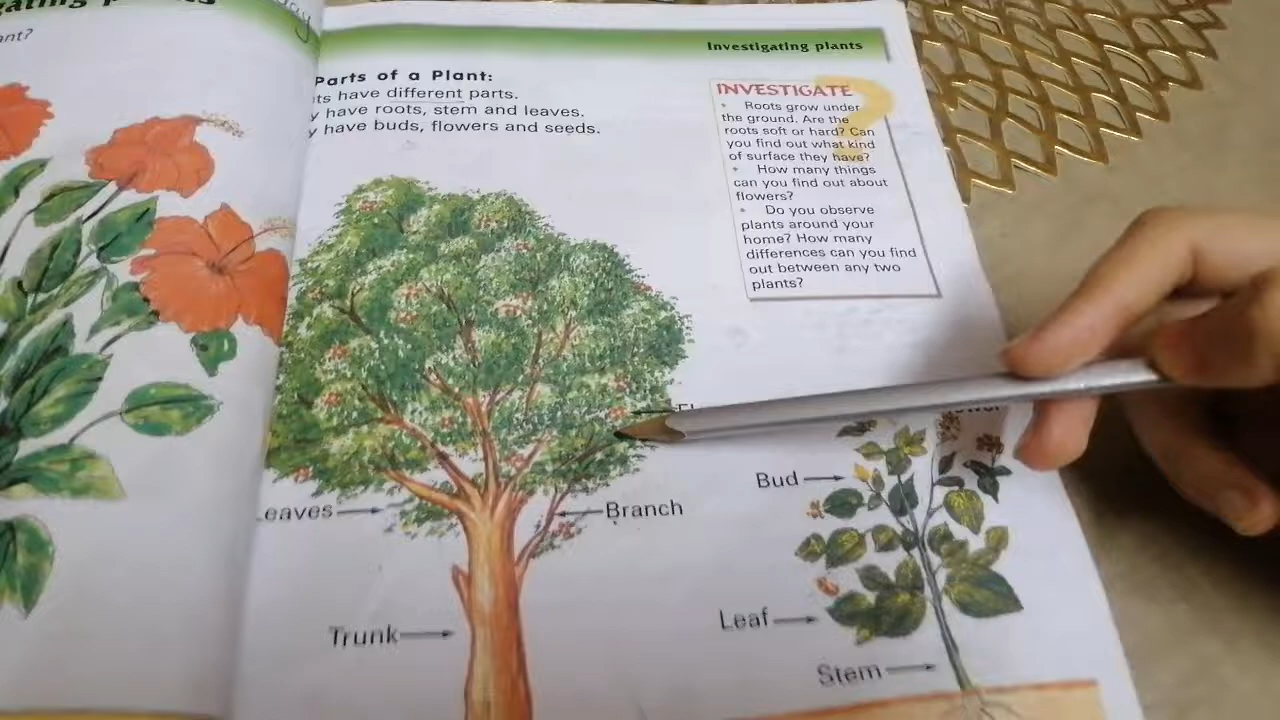 ant?
Investigating plants
Parts of a Plant:
have different parts.
have roots, stem and leaves.
have buds, flowers and seeds.
INVESTIGATE
• Roots grow under
the ground. Are the
roots soft or hard? Can
you find out what kind
of surface they have?
• How many things
can you find out about
flowers?
• Do you observe
plants around your
home? How many
differences can you find
out between any two
plants?
Bud
Leaves
Branch
Leaf
Trunk
Stem